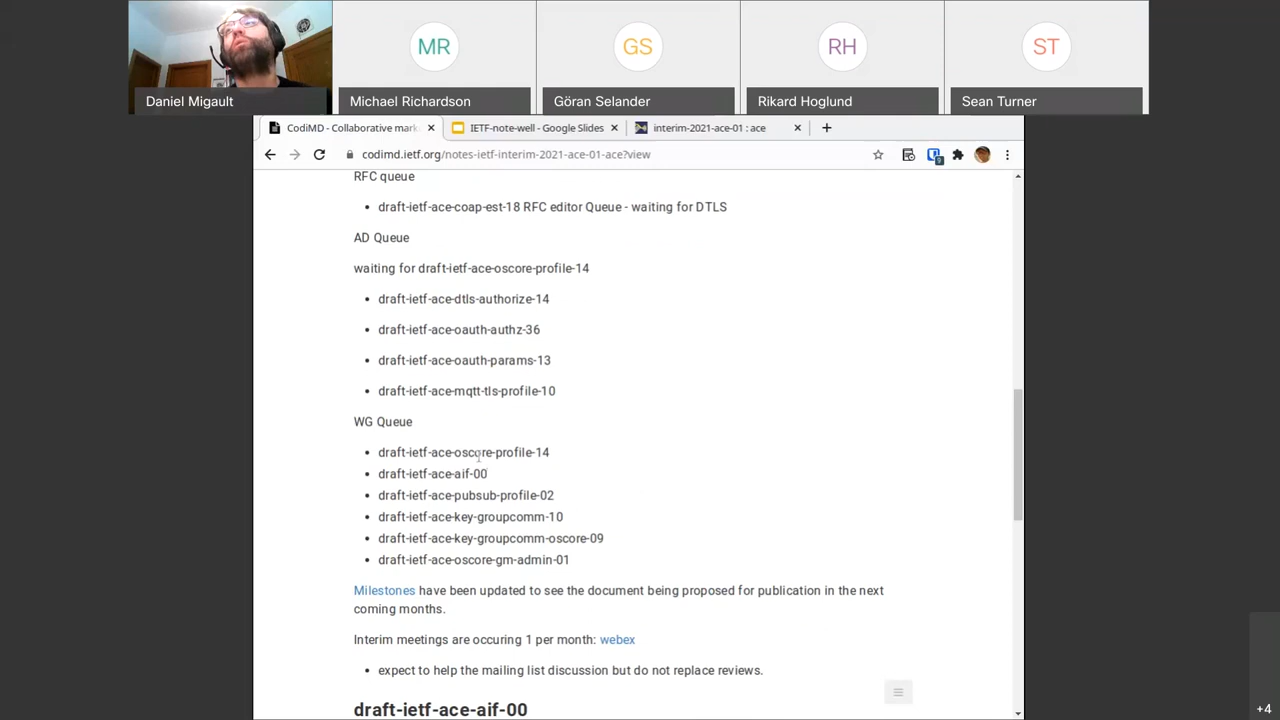 MR
GS
RH
ST
Daniel Migault
Michael Richardson
Göran Selander
Rikard Hoglund
Sean Turner
CodiMD - Collaborative mark
IETF-note-well - Google Slides
interim-2021-ace-01 : ace
codimd.ietf.org/notes-ietf-interim-2021-ace-01-ace?view
RFC queue
• draft-ietf-ace-coap-est-18 RFC editor Queue - waiting for DTLS
AD Queue
waiting for draft-ietf-ace-oscore-profile-14
• draft-ietf-ace-dtls-authorize-14
• draft-ietf-ace-oauth-authz-36
• draft-ietf-ace-oauth-params-13
• draft-ietf-ace-mqtt-tls-profile-10
WG Queue
• draft-ietf-ace-oscore-profile-14
• draft-ietf-ace-aif-00
• draft-ietf-ace-pubsub-profile-02
• draft-ietf-ace-key-groupcomm-10
• draft-ietf-ace-key-groupcomm-oscore-09
• draft-ietf-ace-oscore-gm-admin-01
Milestones have been updated to see the document being proposed for publication in the next
coming months.
Interim meetings are occuring 1 per month: webex
• expect to help the mailing list discussion but do not replace reviews.
draft-ietf-ace-aif-00
+4